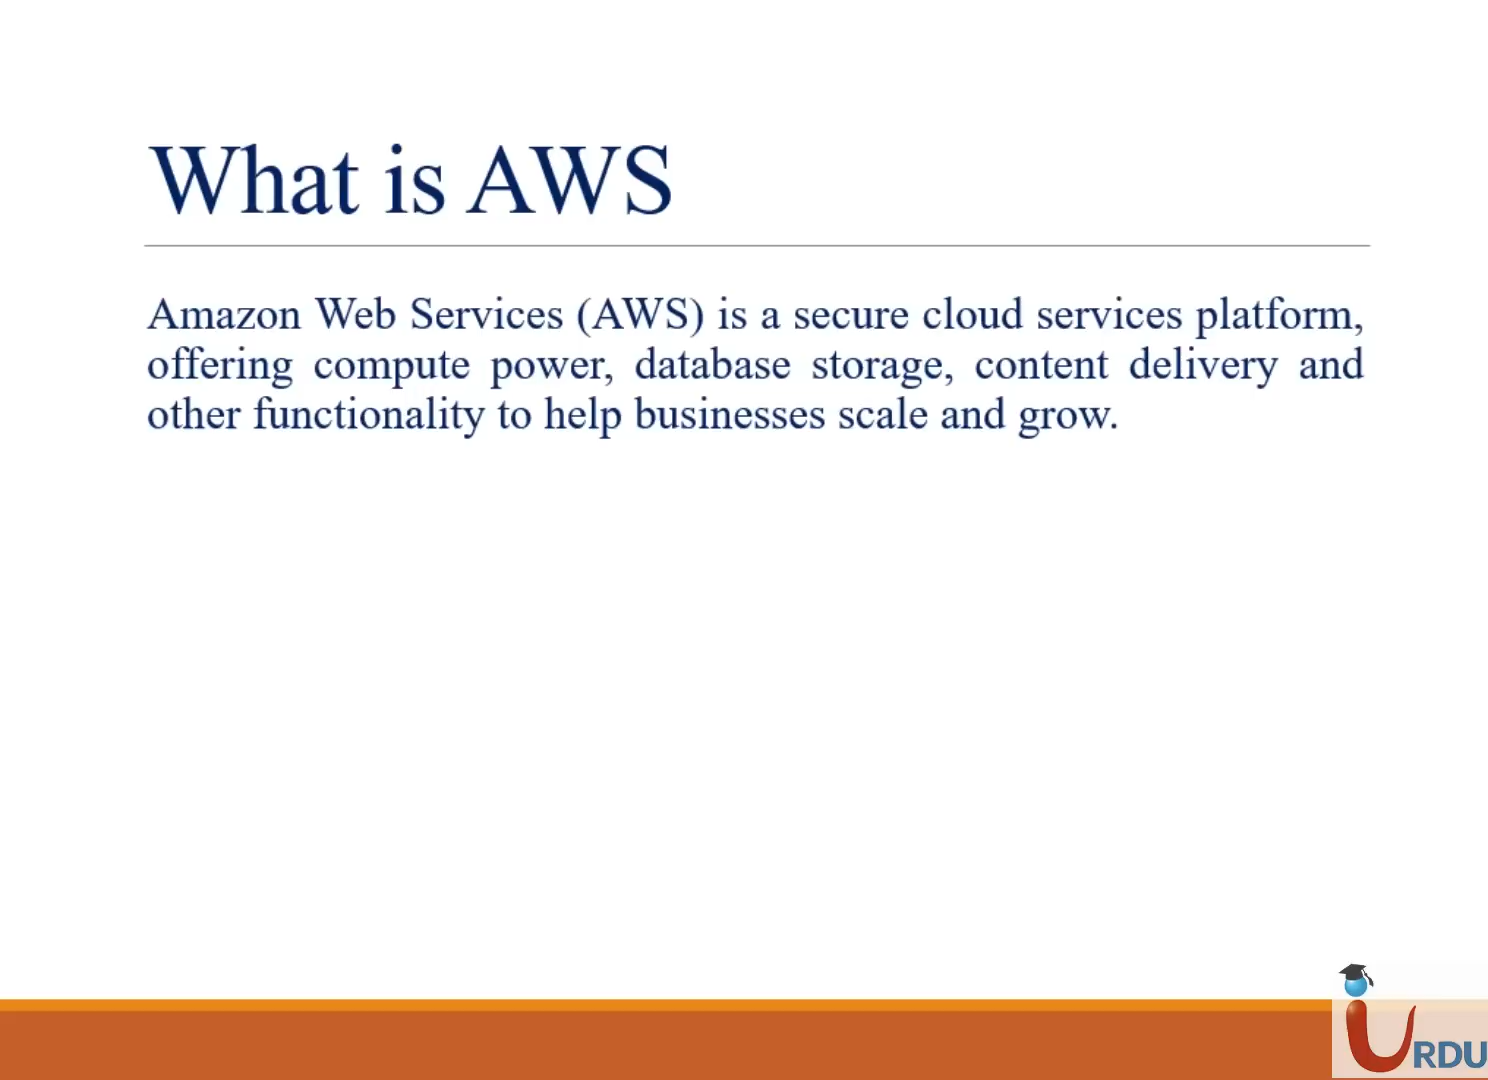 What is AWS
Amazon Web Services (AWS) is a secure cloud services platform,
offering compute power, database storage, content delivery and
other functionality to help businesses scale and grow.
iURDU